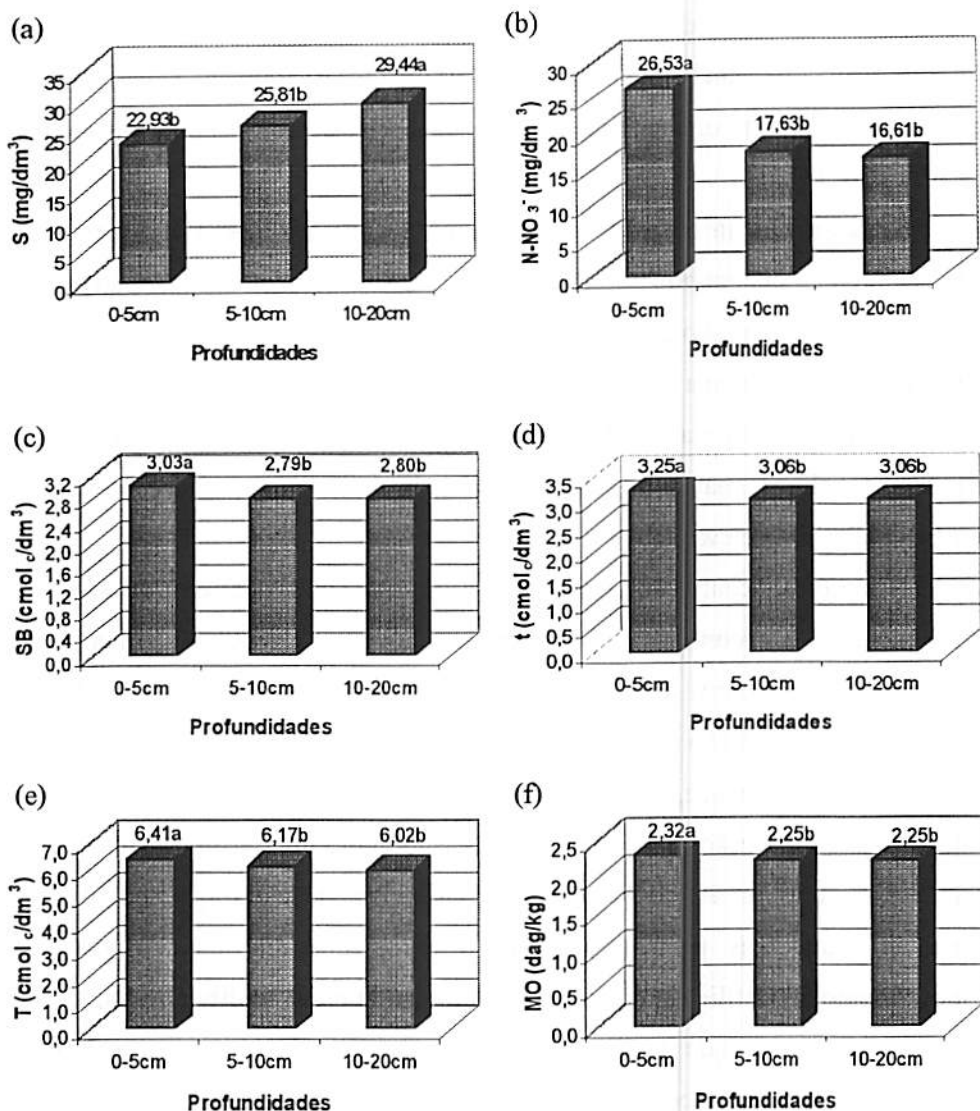 (a)
S (mg/dm³)
35
30
25
20
15
10
5
0
22,93b
25,81b
29,44a
0-5cm
5-10cm
10-20cm
Profundidades
(b)
N-NO₃⁻ (mg/dm³)
30
25
20
15
10
5
0
26,53a
17,63b
16,61b
0-5cm
5-10cm
10-20cm
Profundidades
(c)
SB (cmol c/dm³)
3,2
2,8
2,4
2,0
1,6
1,2
0,8
0,4
0,0
3,03a
2,79b
2,80b
0-5cm
5-10cm
10-20cm
Profundidades
(d)
t (cmol c/dm³)
3,5
3,0
2,5
2,0
1,5
1,0
0,5
0,0
3,25a
3,06b
3,06b
0-5cm
5-10cm
10-20cm
Profundidades
(e)
T (cmol c/dm³)
7,0
6,0
5,0
4,0
3,0
2,0
1,0
0,0
6,41a
6,17b
6,02b
0-5cm
5-10cm
10-20cm
Profundidades
(f)
MO (dag/kg)
2,5
2,0
1,5
1,0
0,5
0,0
2,32a
2,25b
2,25b
0-5cm
5-10cm
10-20cm
Profundidades